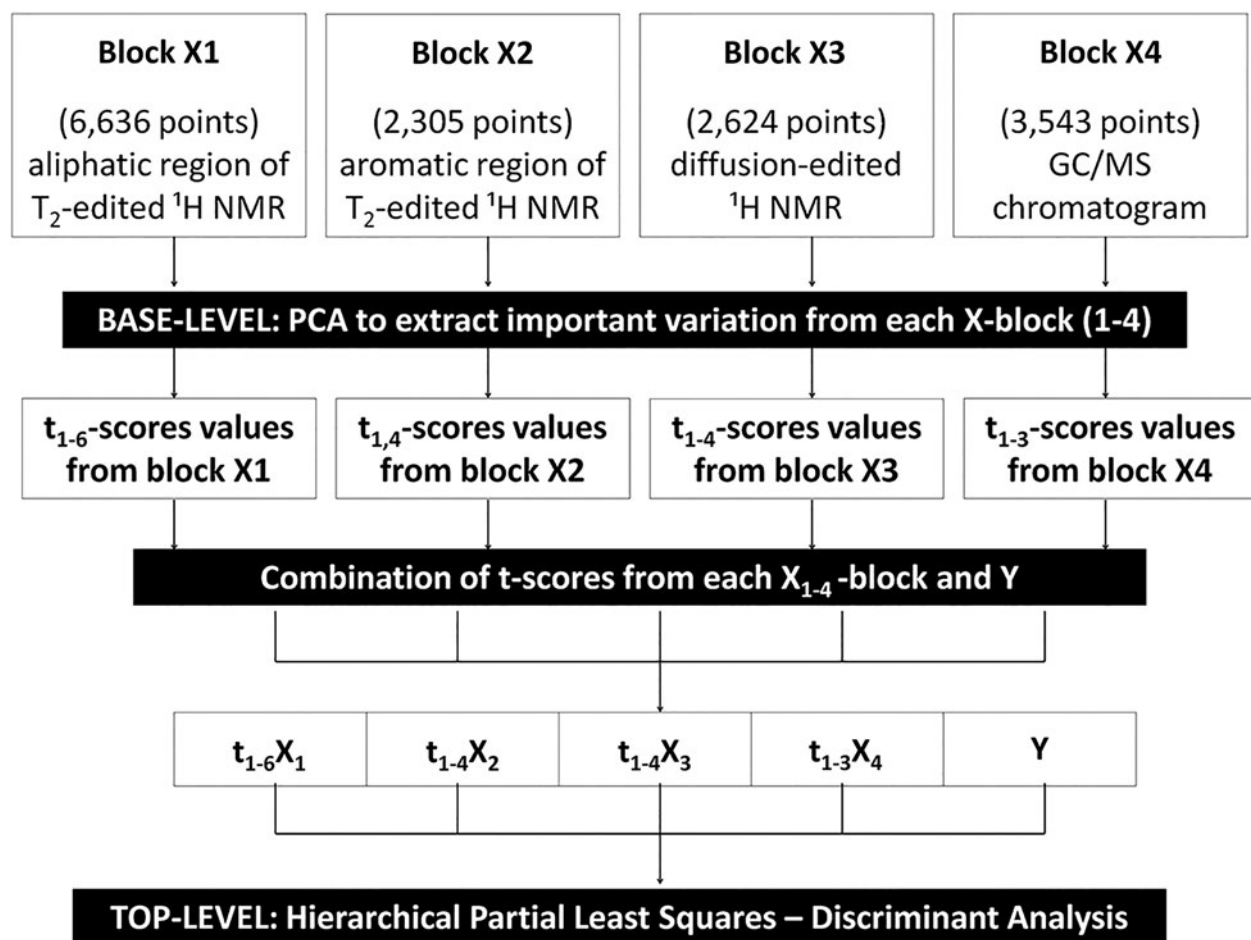 Block X1
(6,636 points)
aliphatic region of
T₂-edited ¹H NMR
Block X2
(2,305 points)
aromatic region of
T₂-edited ¹H NMR
Block X3
(2,624 points)
diffusion-edited
¹H NMR
Block X4
(3,543 points)
GC/MS
chromatogram
BASE-LEVEL: PCA to extract important variation from each X-block (1-4)
t₁₋₆-scores values
from block X1
t₁,₄-scores values
from block X2
t₁₋₄-scores values
from block X3
t₁₋₃-scores values
from block X4
Combination of t-scores from each X₁₋₄-block and Y
t₁₋₆X₁
t₁₋₄X₂
t₁₋₄X₃
t₁₋₃X₄
Y
TOP-LEVEL: Hierarchical Partial Least Squares – Discriminant Analysis